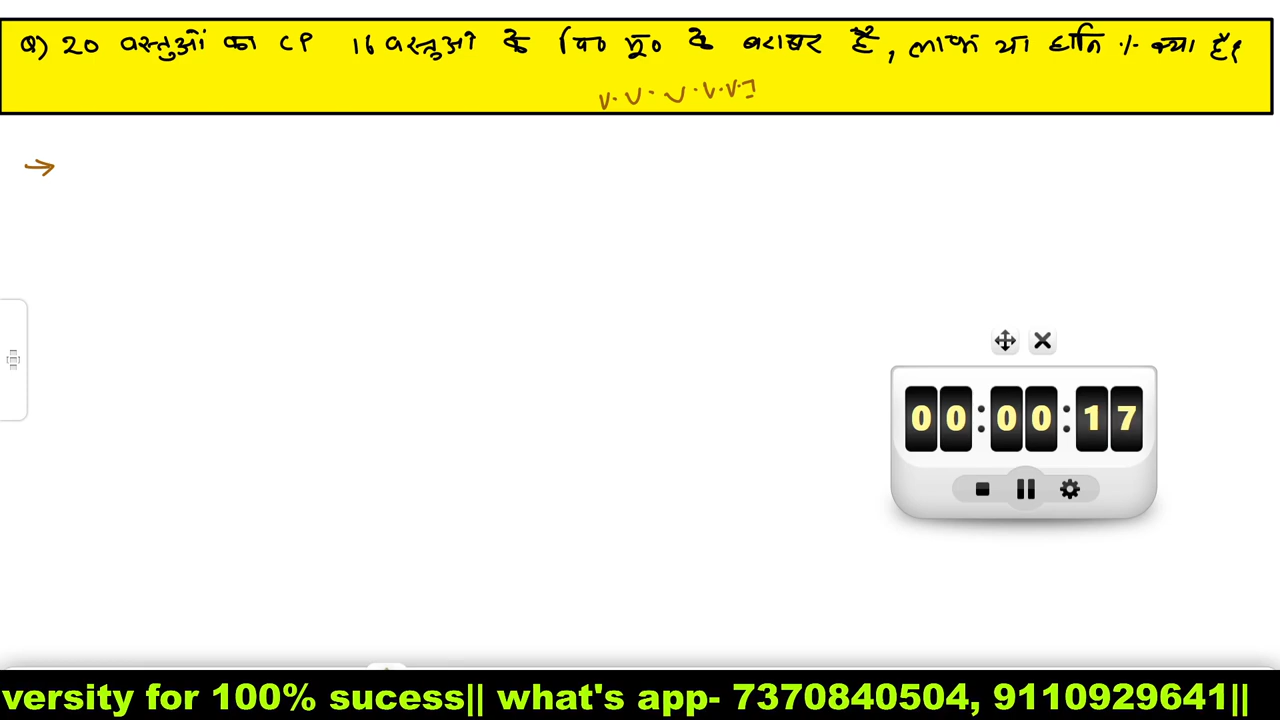 Q) 20 वस्तुओं का CP 16 वस्तुओं के वि० मू० के बराबर है, लाभ या हानि % क्या है?
V.V.V.V.V.I
→
00:00:17
versity for 100% sucess|| what's app- 7370840504, 9110929641||